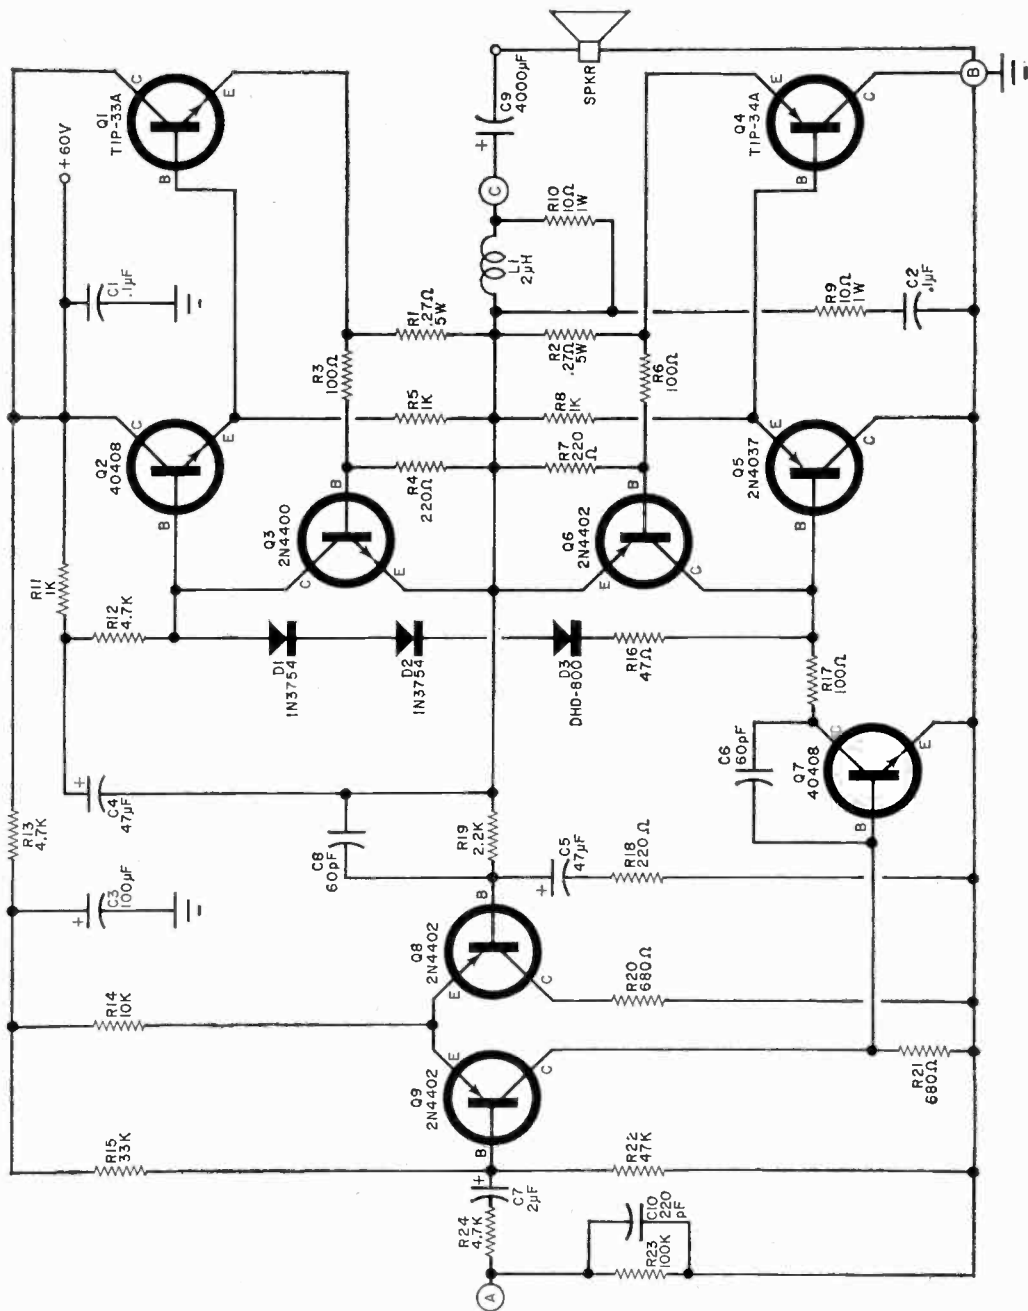 R13
4.7K
Q1
TIP-33A
C
E
B
+60V
R11
1K
Q2
40408
C
E
B
C1
.1µF
R15
33K
R14
10K
C3
100µF
+
C4
47µF
+
R12
4.7K
D1
1N3754
D2
1N3754
Q3
2N4400
B
C
E
R3
100Ω
R4
220Ω
R5
1K
R1
.27Ω
5W
C8
60pF
Q9
2N4402
E
B
C
Q8
2N4402
E
B
C
R19
2.2K
L1
2µH
C
C9
4000µF
+
SPKR
A
R24
4.7K
C7
2µF
+
C5
47µF
+
R7
220
Ω
R8
1K
R2
.27Ω
5W
R10
10Ω
1W
D3
DHD-800
Q6
2N4402
E
B
C
R6
100Ω
R23
100K
C10
220
pF
R22
47K
R20
680Ω
R18
220Ω
R16
47Ω
C6
60pF
R17
100Ω
Q7
40408
B
C
E
Q5
2N4037
E
B
C
Q4
TIP-34A
E
B
C
R9
10Ω
1W
C2
.1µF
R21
680Ω
B